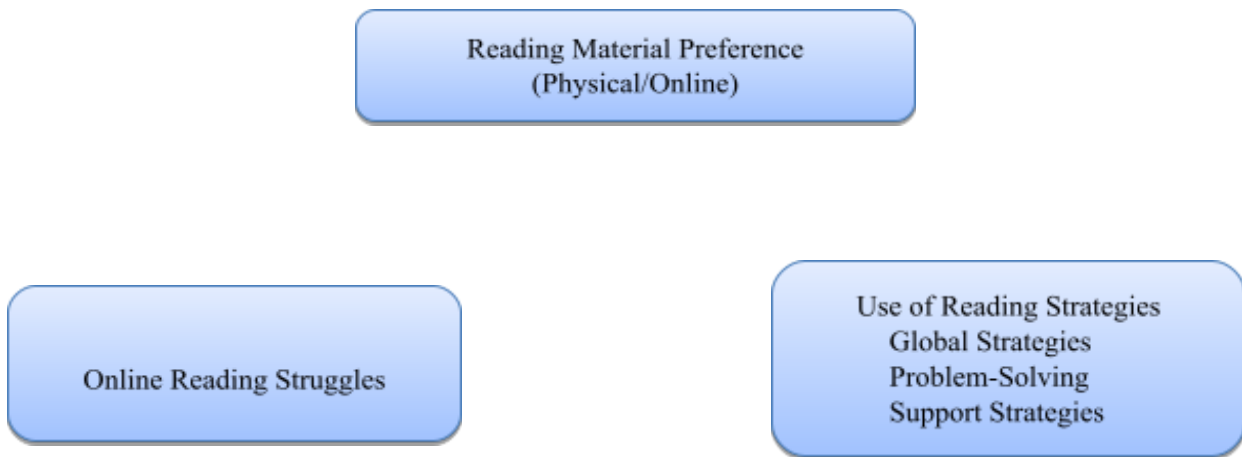 Reading Material Preference
(Physical/Online)
Online Reading Struggles
Use of Reading Strategies
Global Strategies
Problem-Solving
Support Strategies